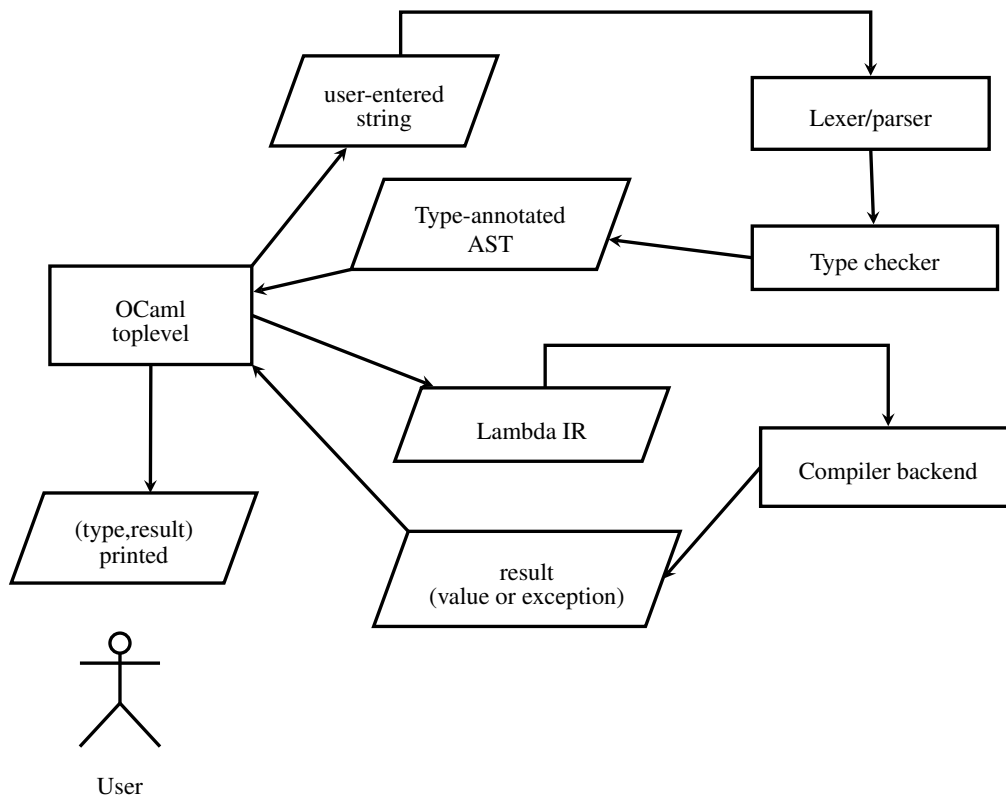 user-entered
string
Lexer/parser
Type-annotated
AST
Type checker
OCaml
toplevel
Lambda IR
Compiler backend
(type,result)
printed
result
(value or exception)
User